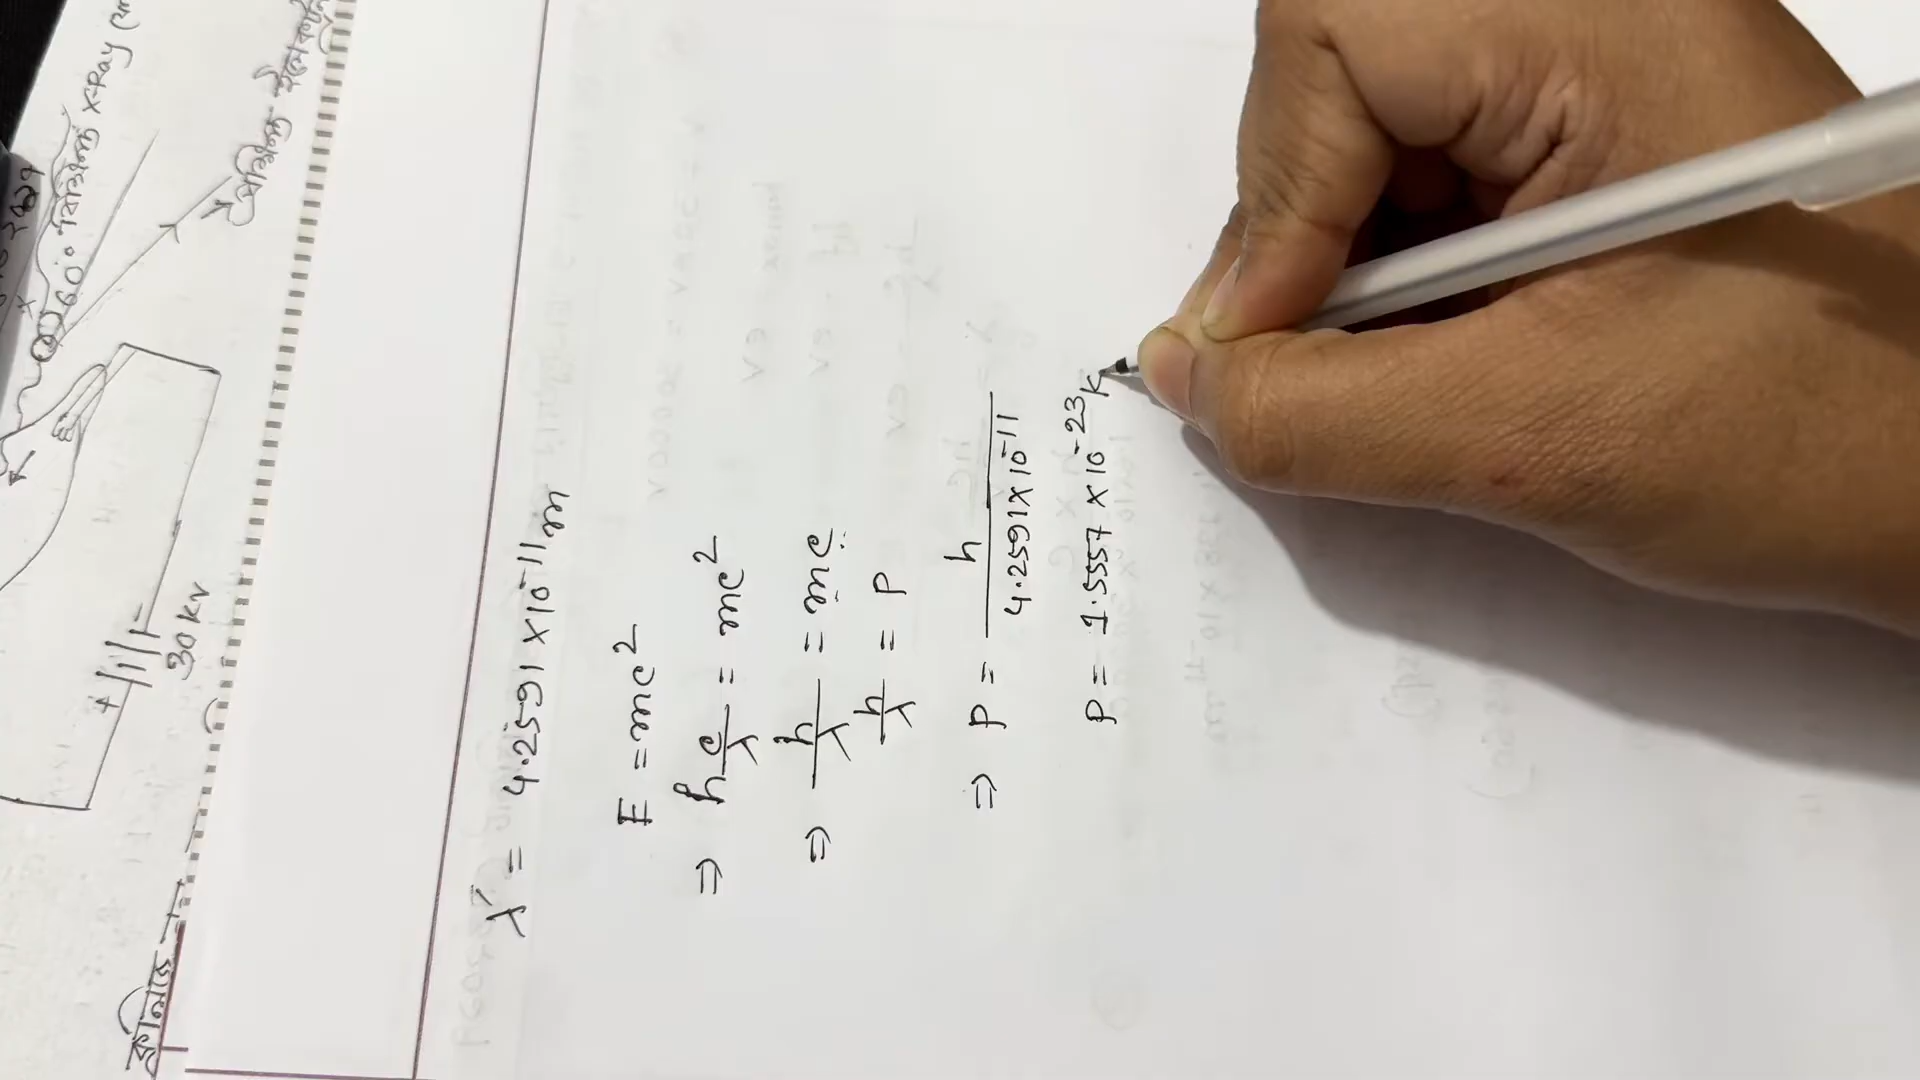 λ' = 4.2591 × 10⁻¹¹ m
E = mc²
⇒ h c/λ = mc²
⇒ h/λ = mc
h/λ = P
⇒ P = h / 4.2591 × 10⁻¹¹
P = 1.5557 × 10⁻²³ k
X-Ray
60°
+
30 kv